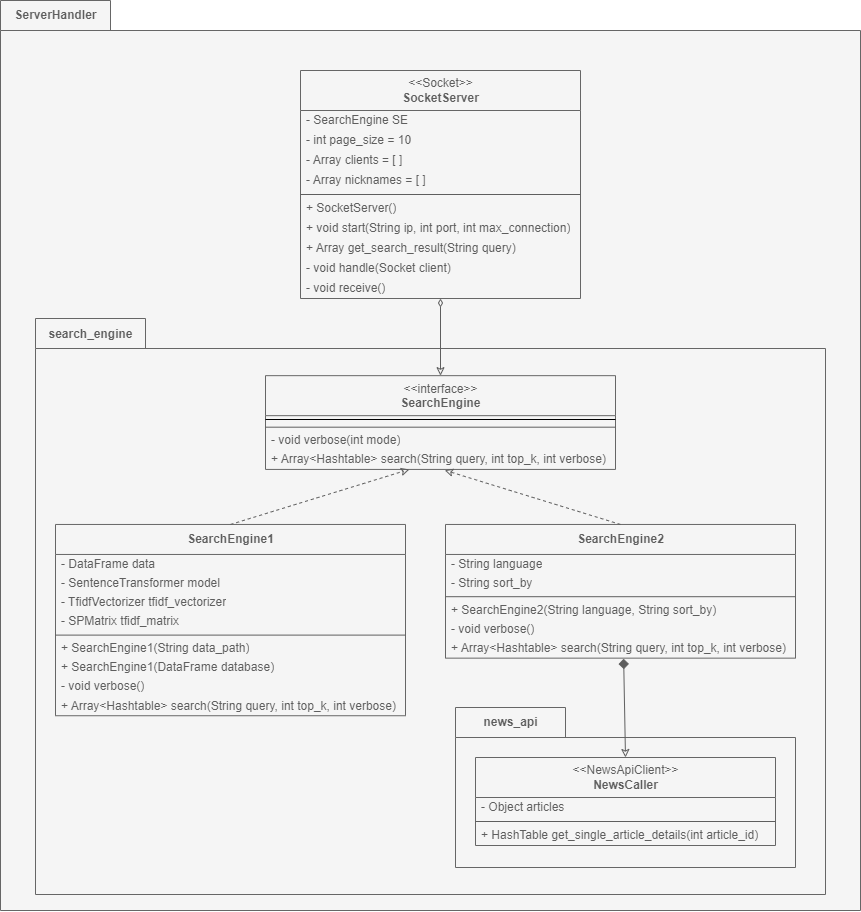 ServerHandler
<<Socket>>
SocketServer
- SearchEngine SE
- int page_size = 10
- Array clients = [ ]
- Array nicknames = [ ]
+ SocketServer()
+ void start(String ip, int port, int max_connection)
+ Array get_search_result(String query)
- void handle(Socket client)
- void receive()
search_engine
<<interface>>
SearchEngine
- void verbose(int mode)
+ Array<Hashtable> search(String query, int top_k, int verbose)
SearchEngine1
- DataFrame data
- SentenceTransformer model
- TfidfVectorizer tfidf_vectorizer
- SPMatrix tfidf_matrix
+ SearchEngine1(String data_path)
+ SearchEngine1(DataFrame database)
- void verbose()
+ Array<Hashtable> search(String query, int top_k, int verbose)
SearchEngine2
- String language
- String sort_by
+ SearchEngine2(String language, String sort_by)
- void verbose()
+ Array<Hashtable> search(String query, int top_k, int verbose)
news_api
<<NewsApiClient>>
NewsCaller
- Object articles
+ HashTable get_single_article_details(int article_id)